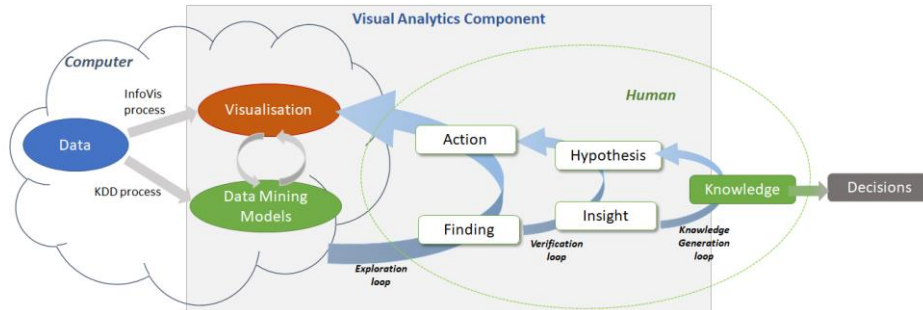 Visual Analytics Component
Computer
InfoVis
process
Visualisation
Human
Data
Action
Hypothesis
KDD process
Data Mining
Models
Knowledge
Decisions
Finding
Insight
Exploration
loop
Verification
loop
Knowledge
Generation
loop